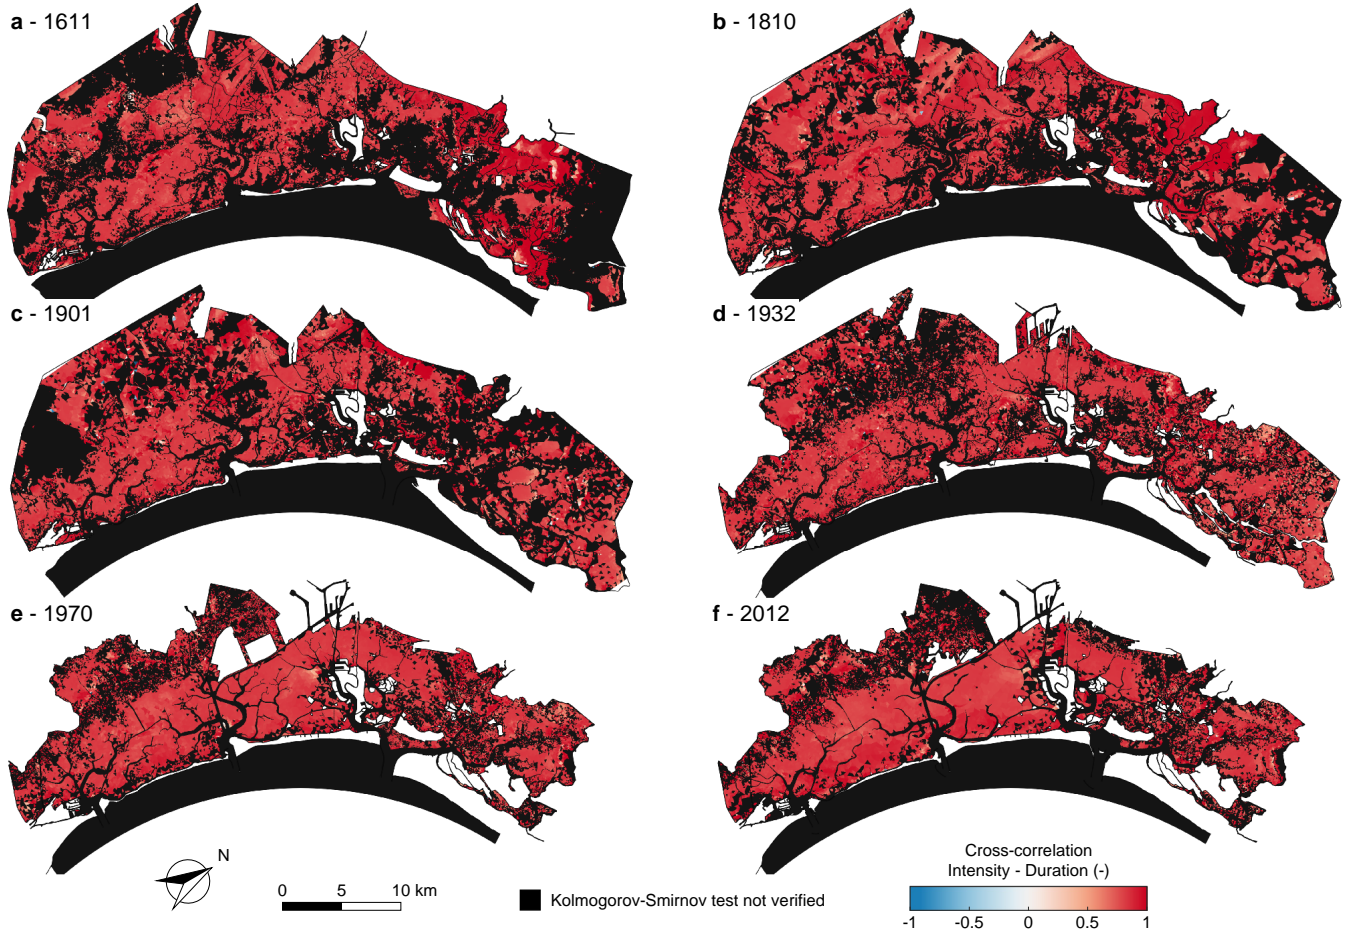 a - 1611
b - 1810
c - 1901
d - 1932
e - 1970
f - 2012
N
0 5 10 km
Kolmogorov-Smirnov test not verified
Cross-correlation
Intensity - Duration (-)
-1 -0.5 0 0.5 1